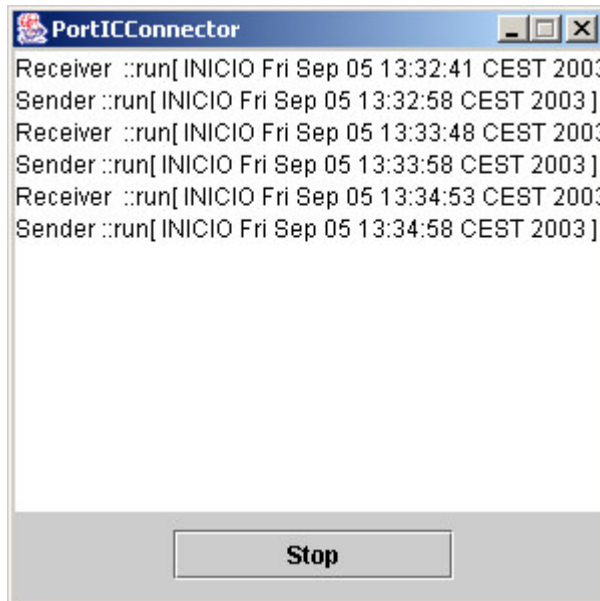 PortICConnector
Receiver ::run[ INICIO Fri Sep 05 13:32:41 CEST 2003
Sender ::run[ INICIO Fri Sep 05 13:32:58 CEST 2003 ]
Receiver ::run[ INICIO Fri Sep 05 13:33:48 CEST 2003
Sender ::run[ INICIO Fri Sep 05 13:33:58 CEST 2003 ]
Receiver ::run[ INICIO Fri Sep 05 13:34:53 CEST 2003
Sender ::run[ INICIO Fri Sep 05 13:34:58 CEST 2003 ]
Stop